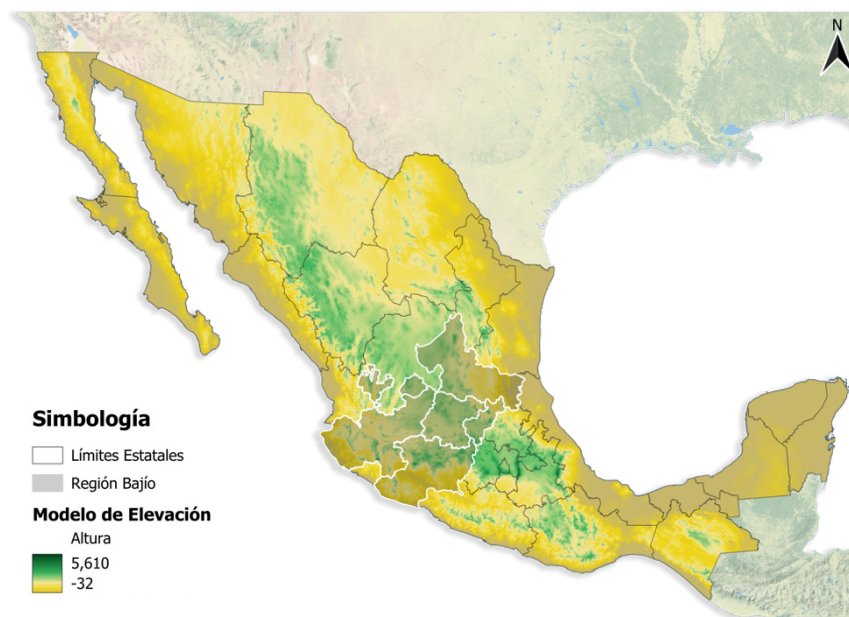 N
Simbología
Límites Estatales
Región Bajío
Modelo de Elevación
Altura
5,610
-32